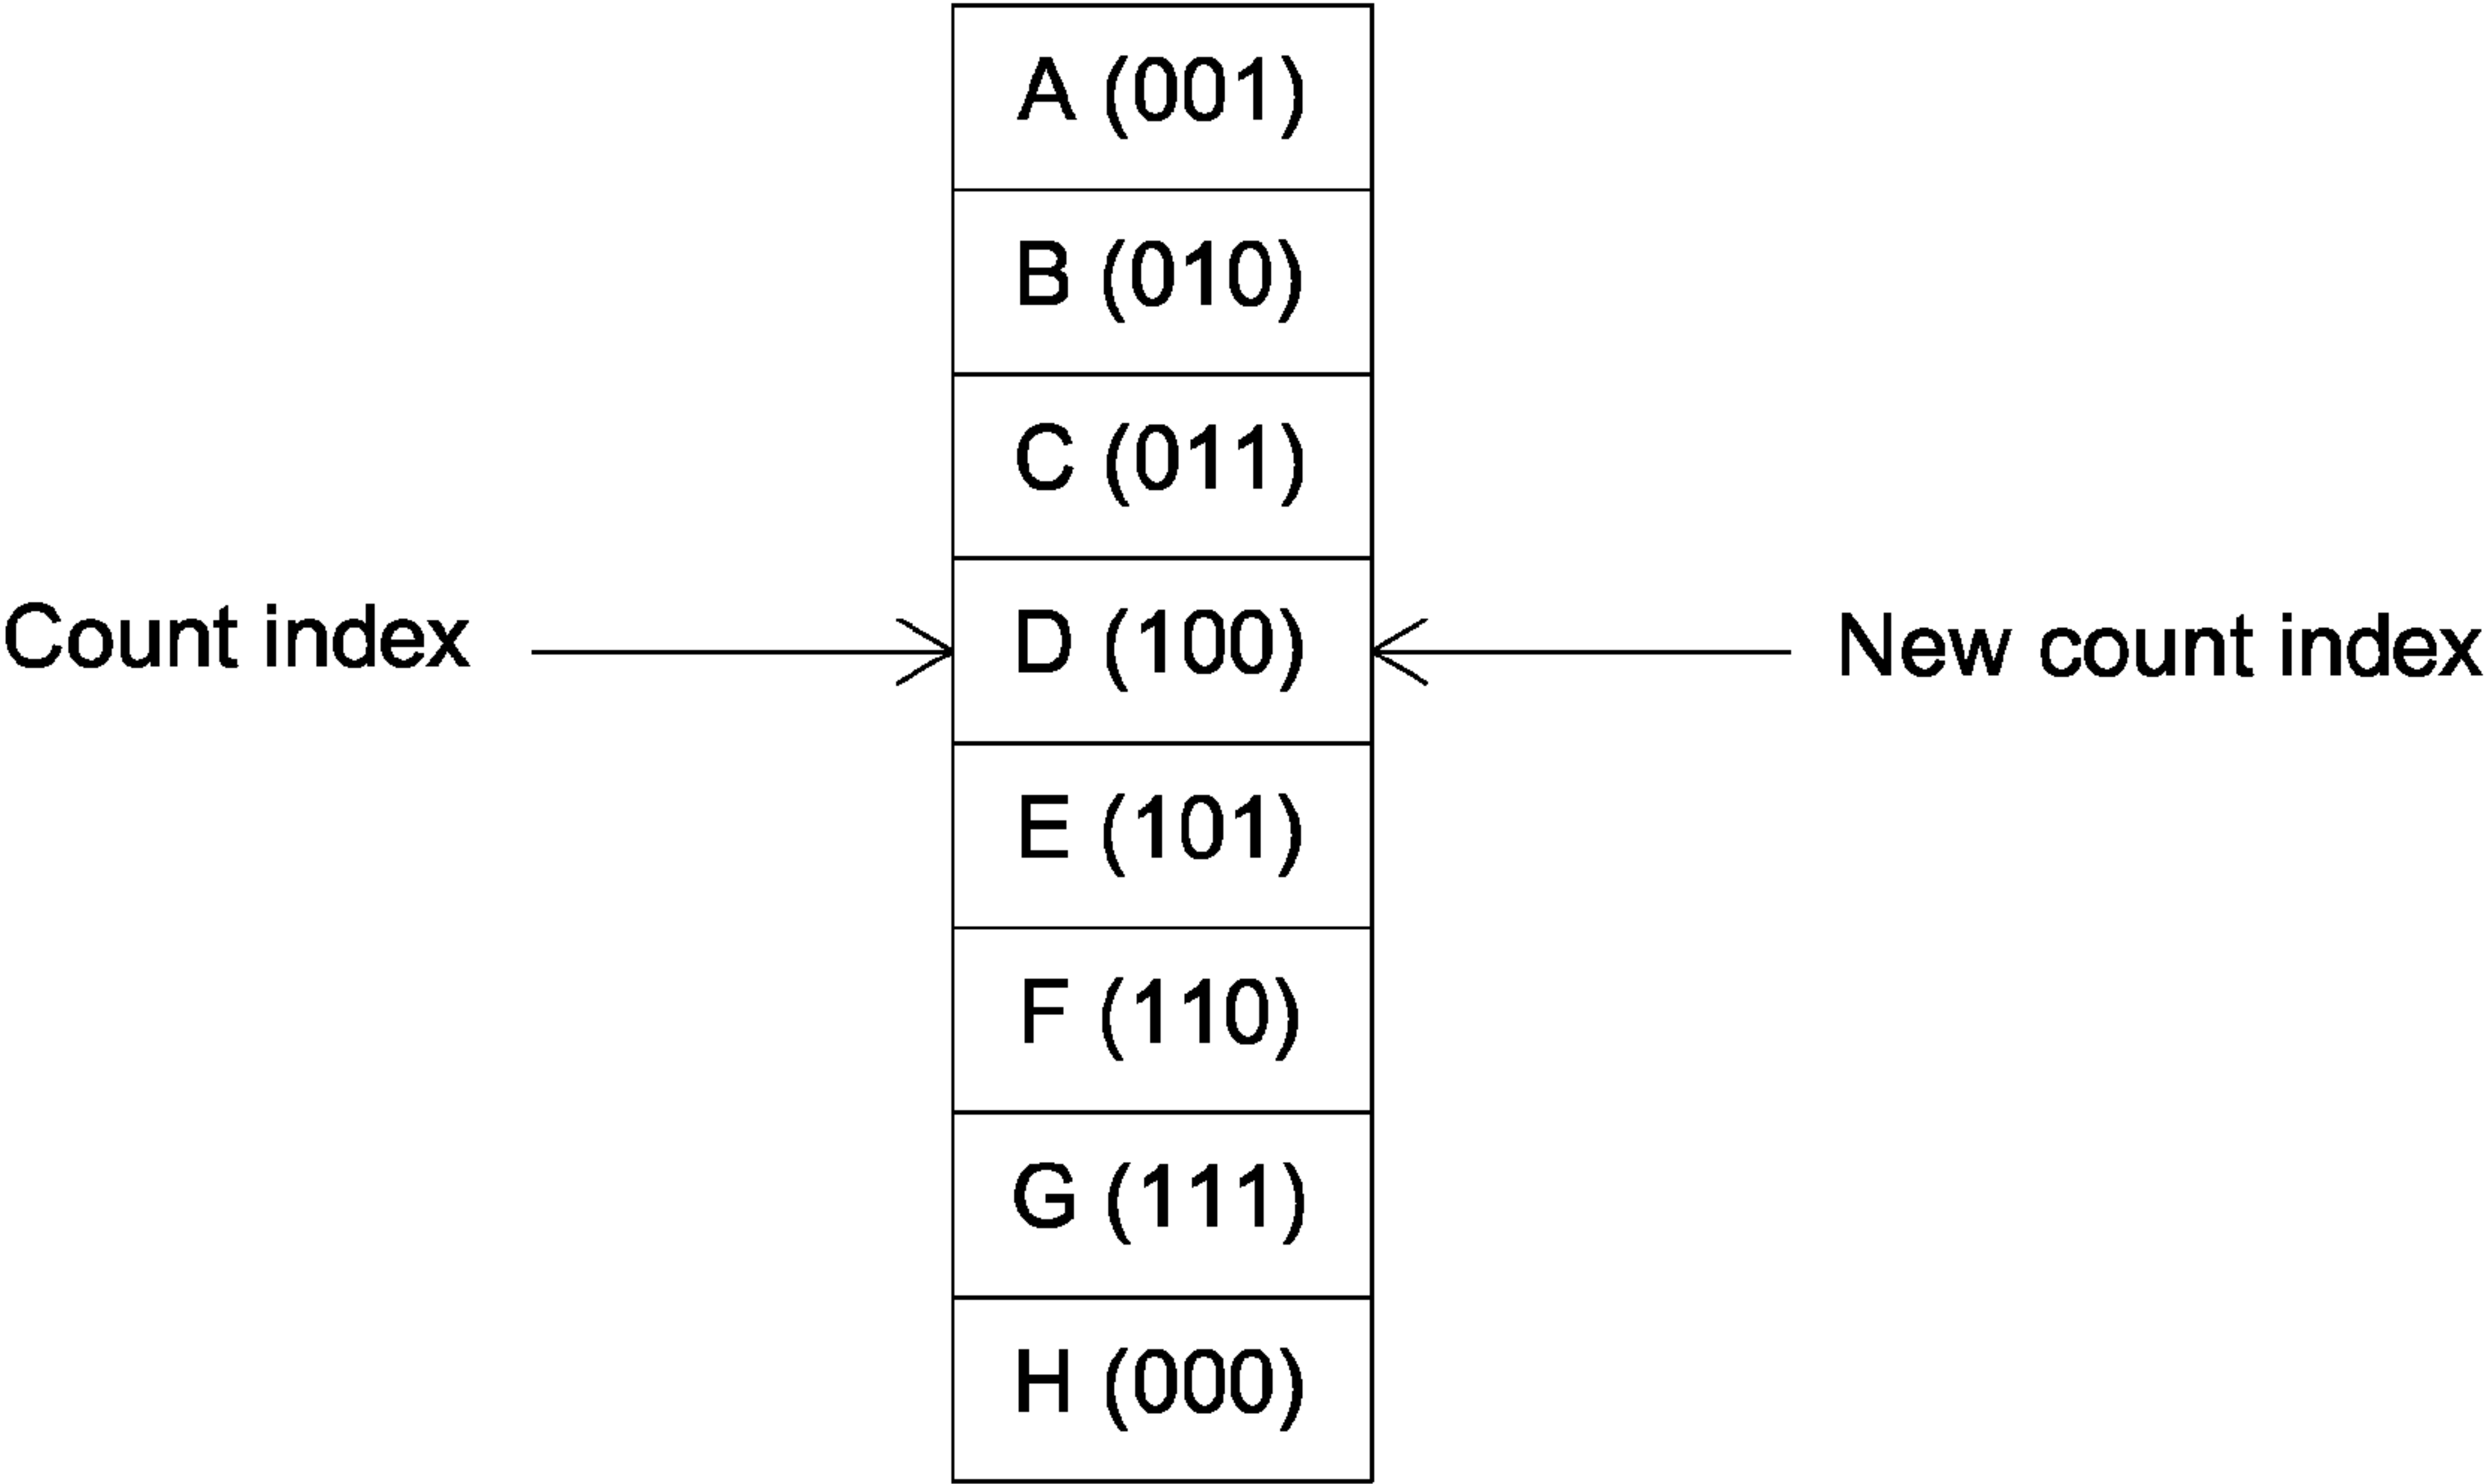 A (001)
B (010)
C (011)
Count index
D (100)
New count index
E (101)
F (110)
G (111)
H (000)